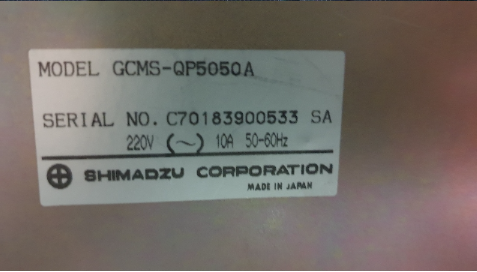 MODEL GCMS-QP5050A
SERIAL NO. C70183900533 SA
220V (~) 10A 50-60Hz
SHIMADZU CORPORATION
MADE IN JAPAN